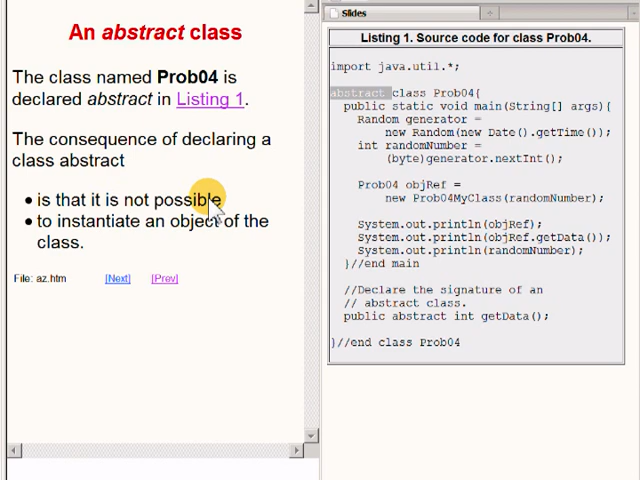 An abstract class
The class named Prob04 is
declared abstract in Listing 1.
The consequence of declaring a
class abstract
• is that it is not possible
• to instantiate an object of the
class.
File: az.htm [Next] [Prev]
Slides
Listing 1. Source code for class Prob04.
import java.util.*;
abstract class Prob04{
public static void main(String[] args){
Random generator =
new Random(new Date().getTime());
int randomNumber =
(byte)generator.nextInt();
Prob04 objRef =
new Prob04MyClass(randomNumber);
System.out.println(objRef);
System.out.println(objRef.getData());
System.out.println(randomNumber);
}//end main
//Declare the signature of an
// abstract class.
public abstract int getData();
}//end class Prob04